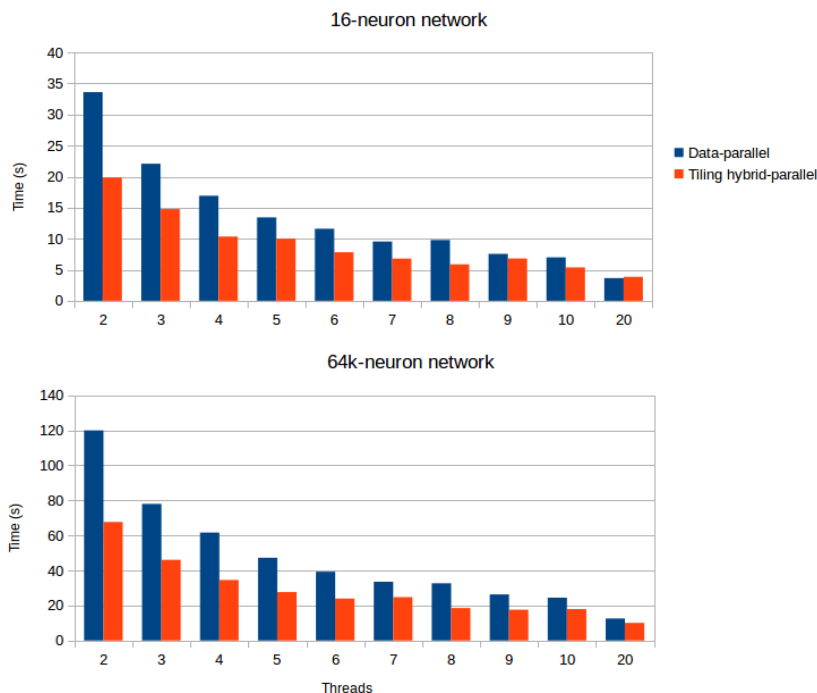 16-neuron network
40
35
30
25
20
15
10
5
0
Time (s)
2 3 4 5 6 7 8 9 10 20
Data-parallel
Tiling hybrid-parallel
64k-neuron network
140
120
100
80
60
40
20
0
Time (s)
2 3 4 5 6 7 8 9 10 20
Threads